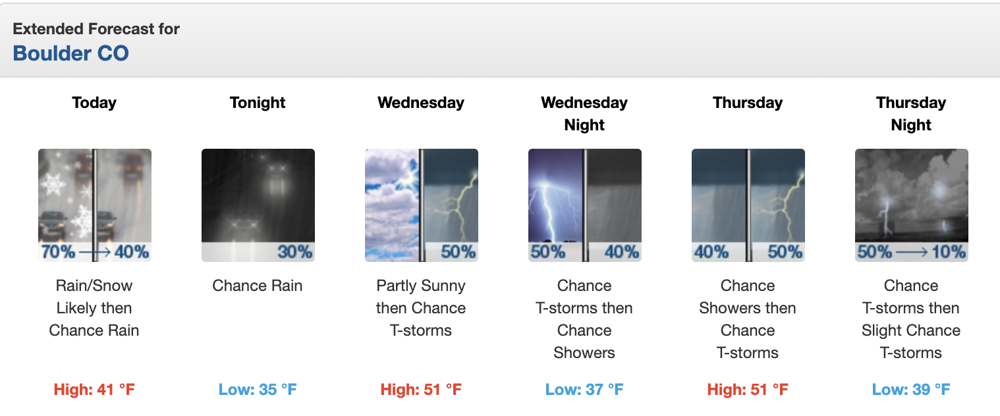 Extended Forecast for
Boulder CO
Today
70% → 40%
Rain/Snow
Likely then
Chance Rain
High: 41 °F
Tonight
30%
Chance Rain
Low: 35 °F
Wednesday
50%
Partly Sunny
then Chance
T-storms
High: 51 °F
Wednesday
Night
50% 40%
Chance
T-storms then
Chance
Showers
Low: 37 °F
Thursday
40% 50%
Chance
Showers then
Chance
T-storms
High: 51 °F
Thursday
Night
50% → 10%
Chance
T-storms then
Slight Chance
T-storms
Low: 39 °F